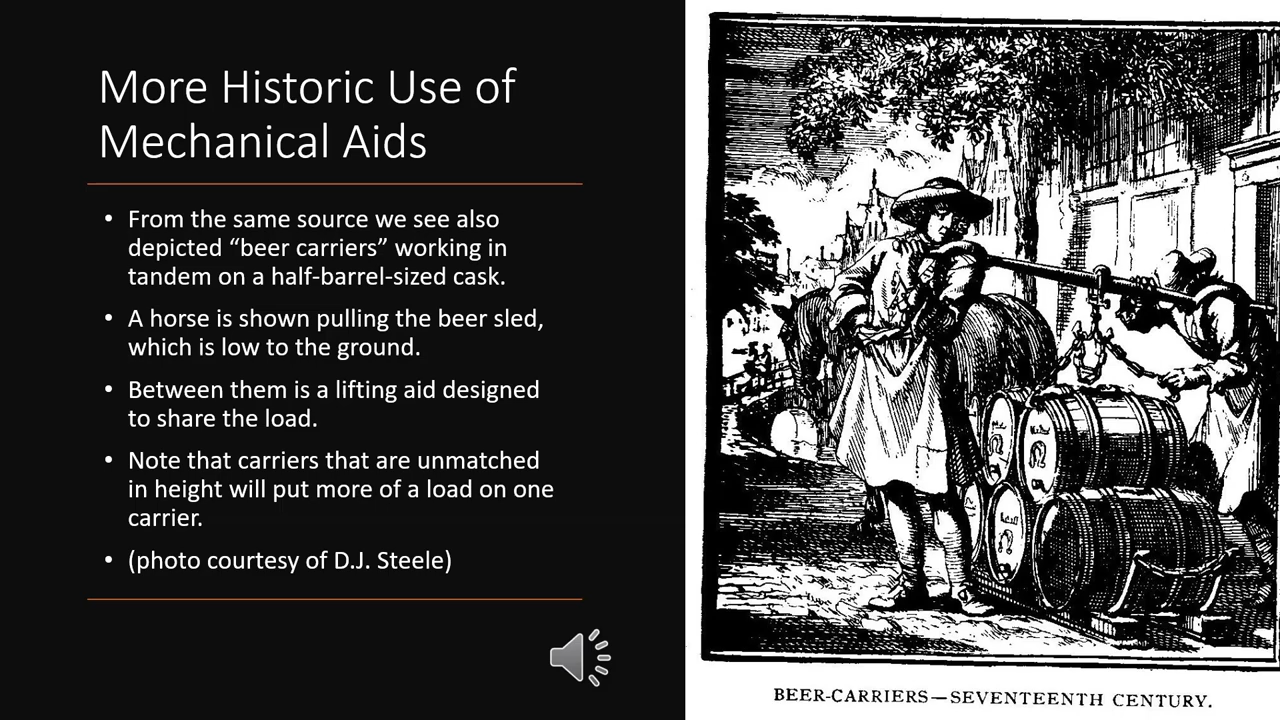 More Historic Use of
Mechanical Aids
• From the same source we see also
depicted “beer carriers” working in
tandem on a half-barrel-sized cask.
• A horse is shown pulling the beer sled,
which is low to the ground.
• Between them is a lifting aid designed
to share the load.
• Note that carriers that are unmatched
in height will put more of a load on one
carrier.
• (photo courtesy of D.J. Steele)
BEER-CARRIERS—SEVENTEENTH CENTURY.